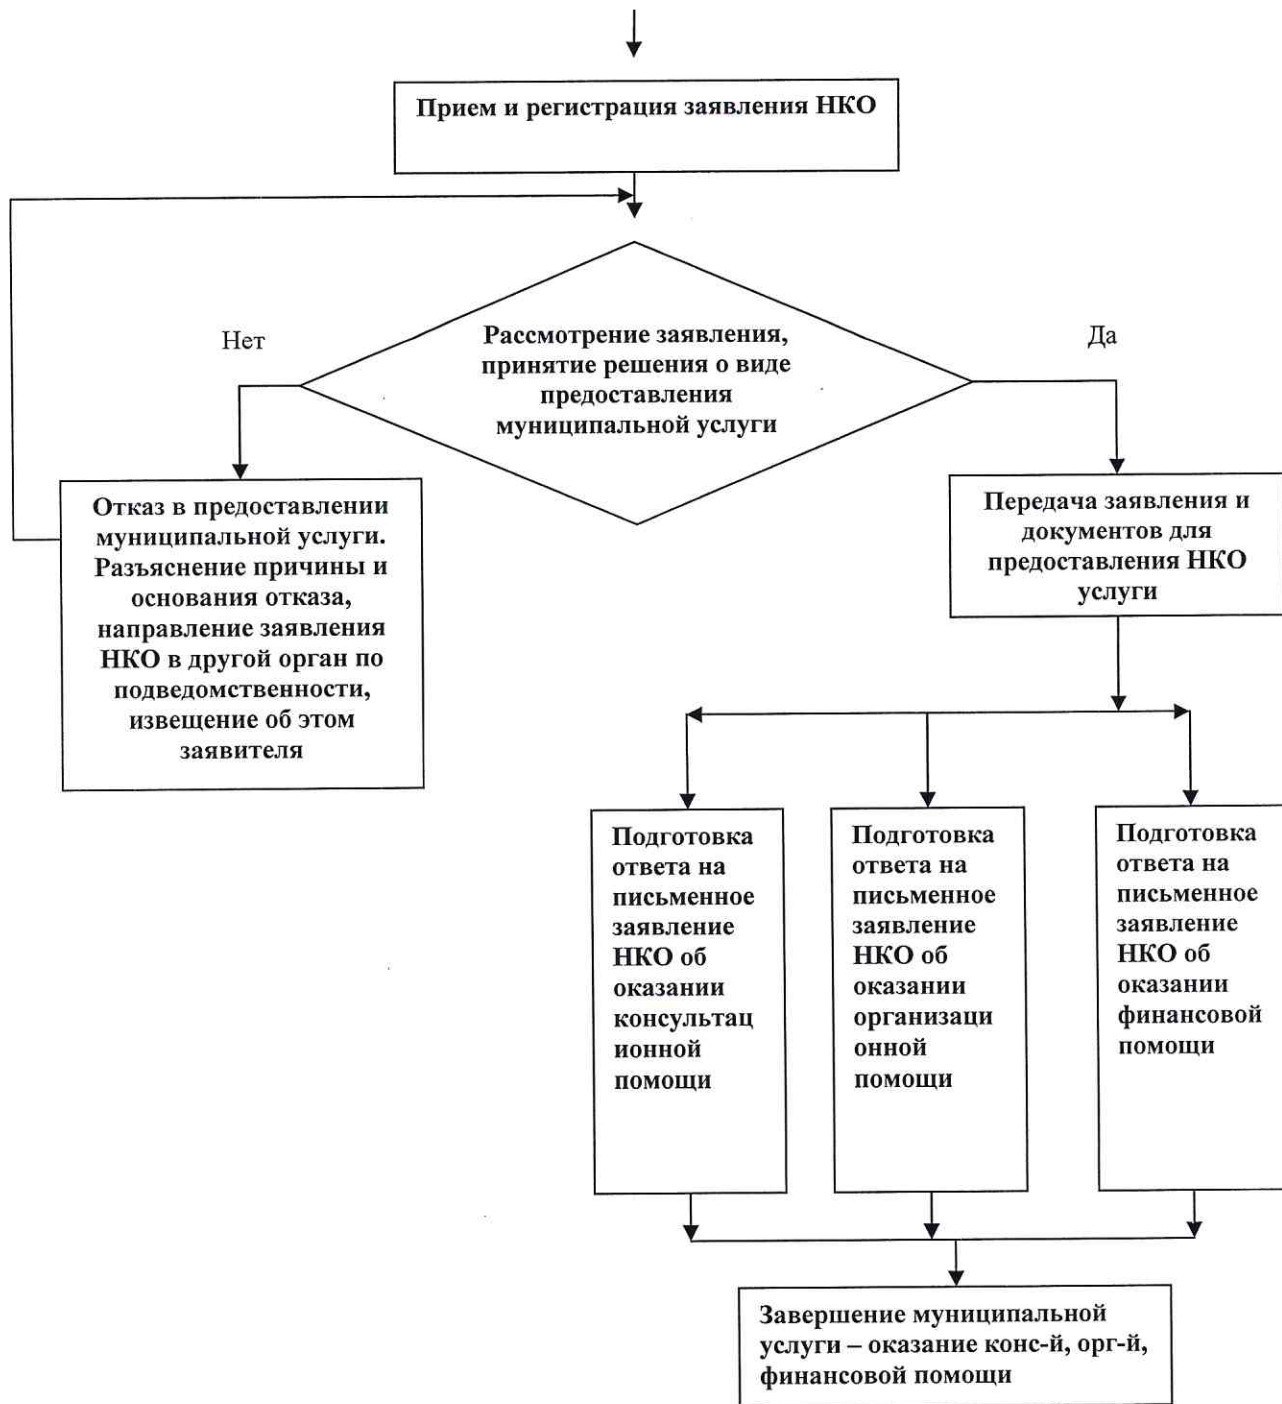 Прием и регистрация заявления НКО
Нет
Рассмотрение заявления,
принятие решения о виде
предоставления
муниципальной услуги
Да
Отказ в предоставлении
муниципальной услуги.
Разъяснение причины и
основания отказа,
направление заявления
НКО в другой орган по
подведомственности,
извещение об этом
заявителя
Передача заявления и
документов для
предоставления НКО
услуги
Подготовка
ответа на
письменное
заявление
НКО об
оказании
консультац
ионной
помощи
Подготовка
ответа на
письменное
заявление
НКО об
оказании
организаци
онной
помощи
Подготовка
ответа на
письменное
заявление
НКО об
оказании
финансовой
помощи
Завершение муниципальной
услуги – оказание конс-й, орг-й,
финансовой помощи